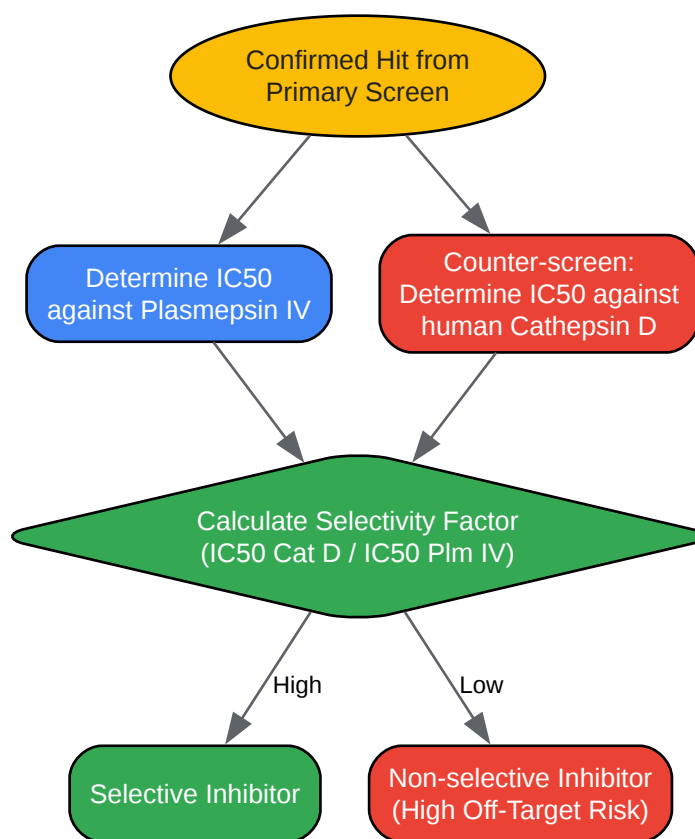 Confirmed Hit from
Primary Screen
Determine IC50
against Plasmepsin IV
Counter-screen:
Determine IC50 against
human Cathepsin D
Calculate Selectivity Factor
(IC50 Cat D / IC50 Plm IV)
High
Low
Selective Inhibitor
Non-selective Inhibitor
(High Off-Target Risk)